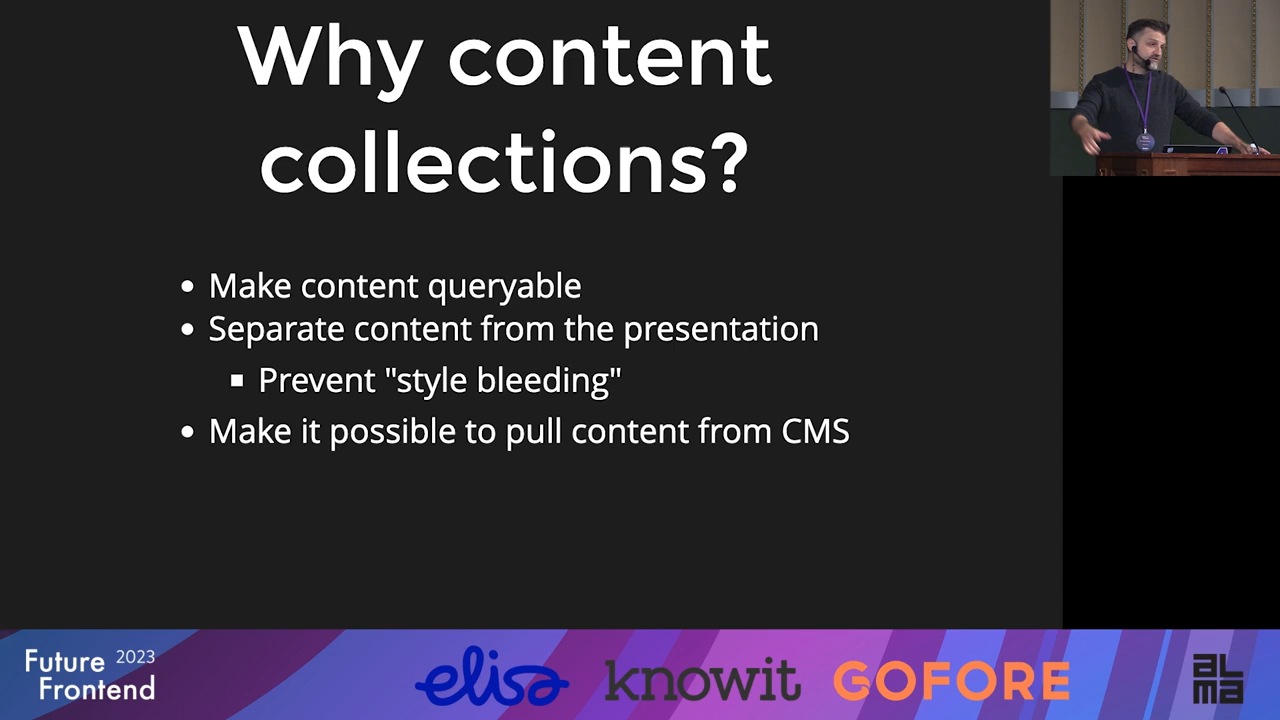 Why content
collections?
Make content queryable
Separate content from the presentation
Prevent "style bleeding"
Make it possible to pull content from CMS
Future 2023
Frontend
elisa
knowit
GOFORE
aLma